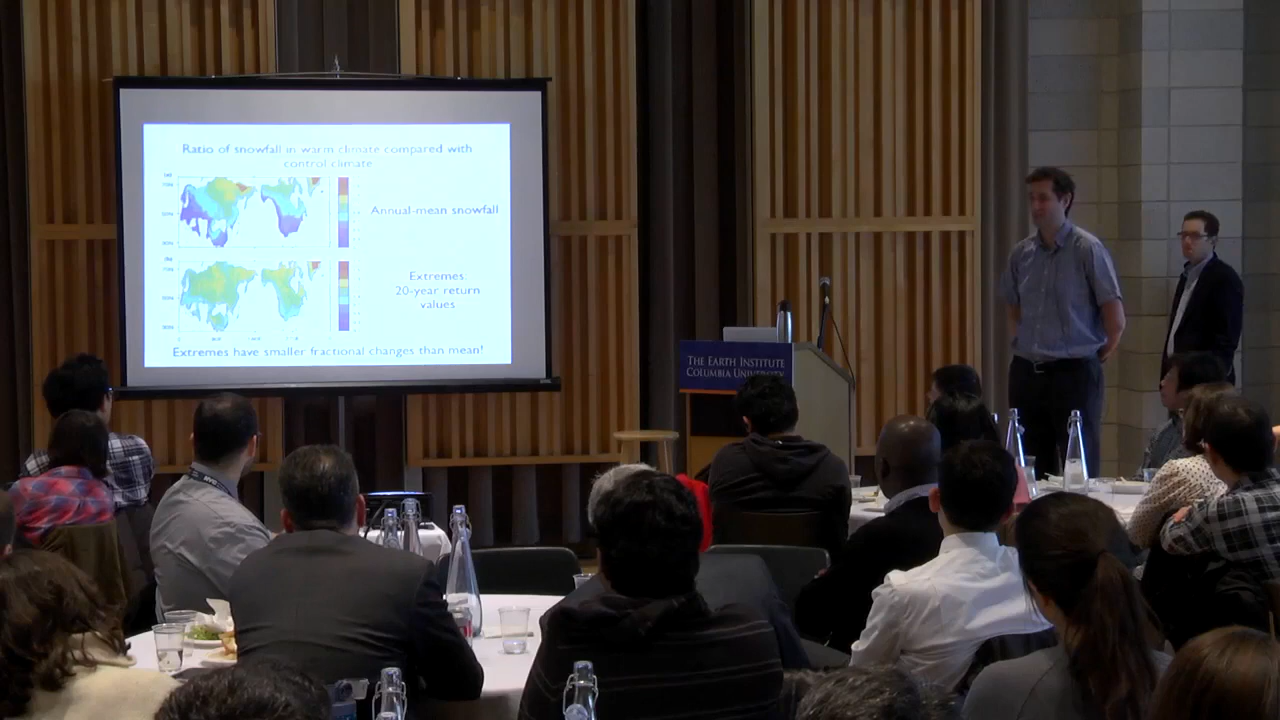 Ratio of snowfall in warm climate compared with
control climate
Annual-mean snowfall
Extremes:
20-year return
values
Extremes have smaller fractional changes than mean!
THE EARTH INSTITUTE
COLUMBIA UNIVERSITY